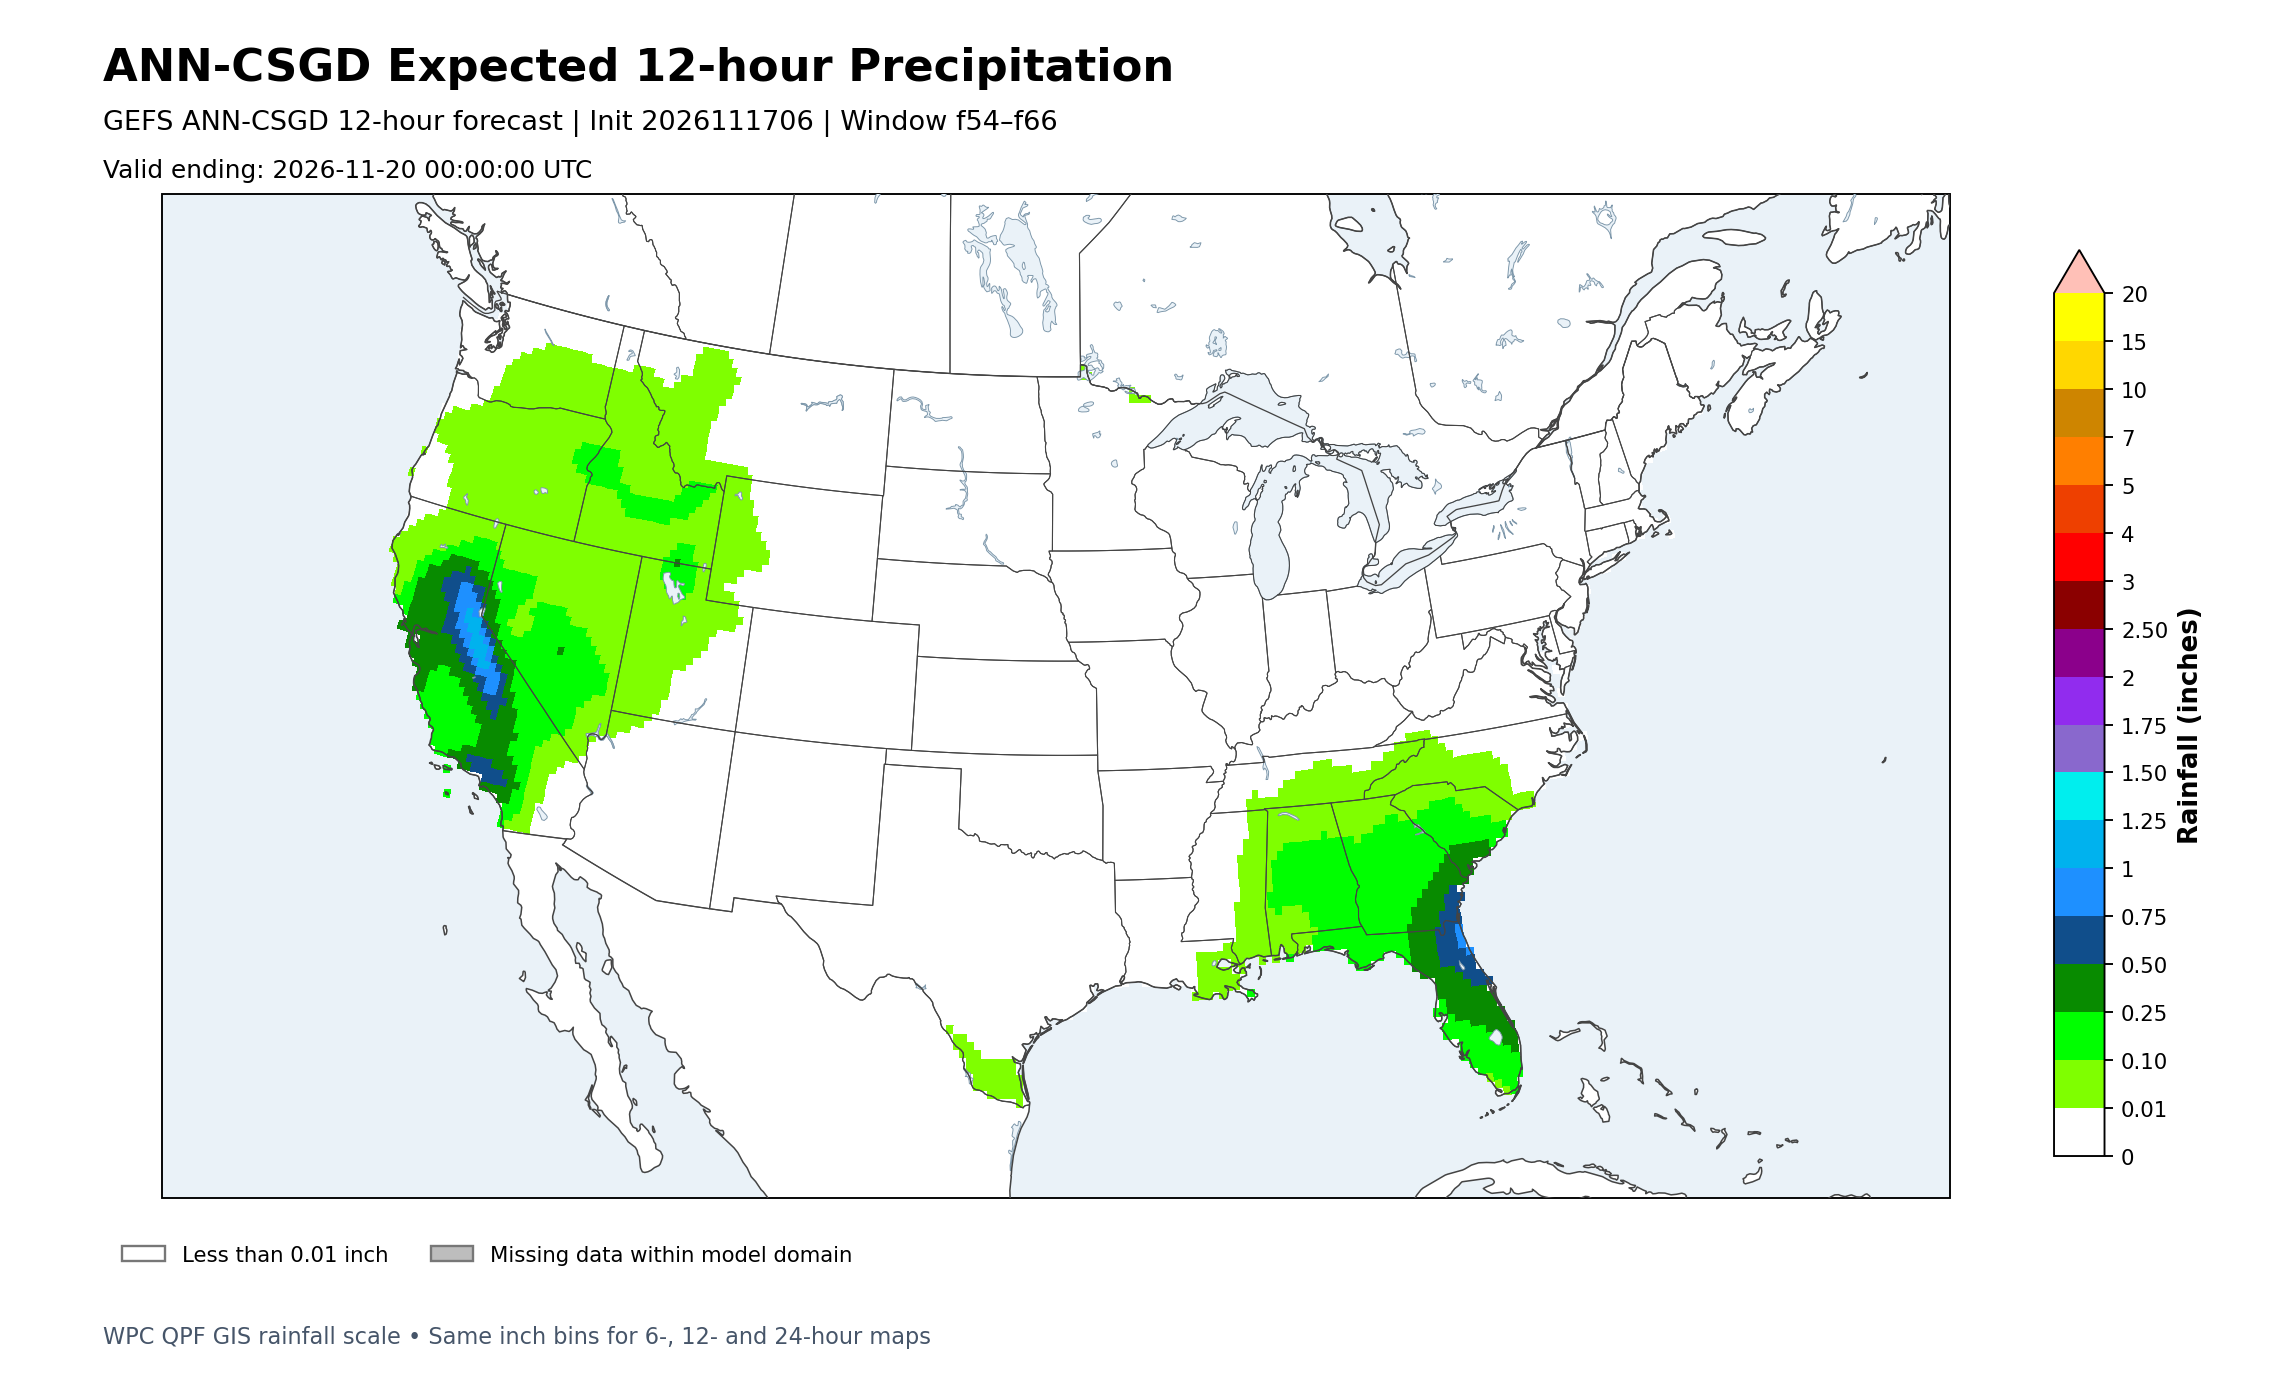 ANN-CSGD Expected 12-hour Precipitation
GEFS ANN-CSGD 12-hour forecast | Init 2026111706 | Window f54–f66
Valid ending: 2026-11-20 00:00:00 UTC
20
15
10
7
5
4
3
2.50
2
1.75
1.50
1.25
1
0.75
0.50
0.25
0.10
0.01
0
Rainfall (inches)
Less than 0.01 inch
Missing data within model domain
WPC QPF GIS rainfall scale • Same inch bins for 6-, 12- and 24-hour maps